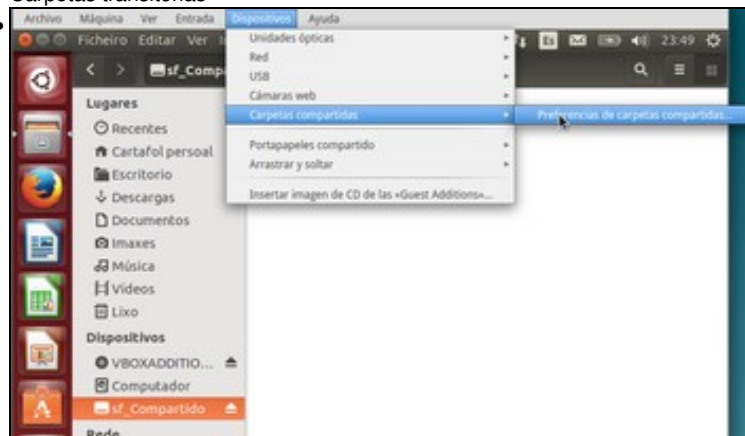 Carpetas transitorias
Archivo Máquina Ver Entrada Dispositivos Ayuda
Ficheiro Editar Ver
Es 23:49
sf_Compa
Unidades ópticas
Red
USB
Cámaras web
Carpetas compartidas
Preferencias de carpetas compartidas...
Portapapeles compartido
Arrastrar y soltar
Insertar imagen de CD de las «Guest Additions»...
Lugares
Recentes
Cartafol persoal
Escritorio
Descargas
Documentos
Imaxes
Música
Vídeos
Lixo
Dispositivos
VBOXADDITIO...
Computador
sf_Compartido
Rede